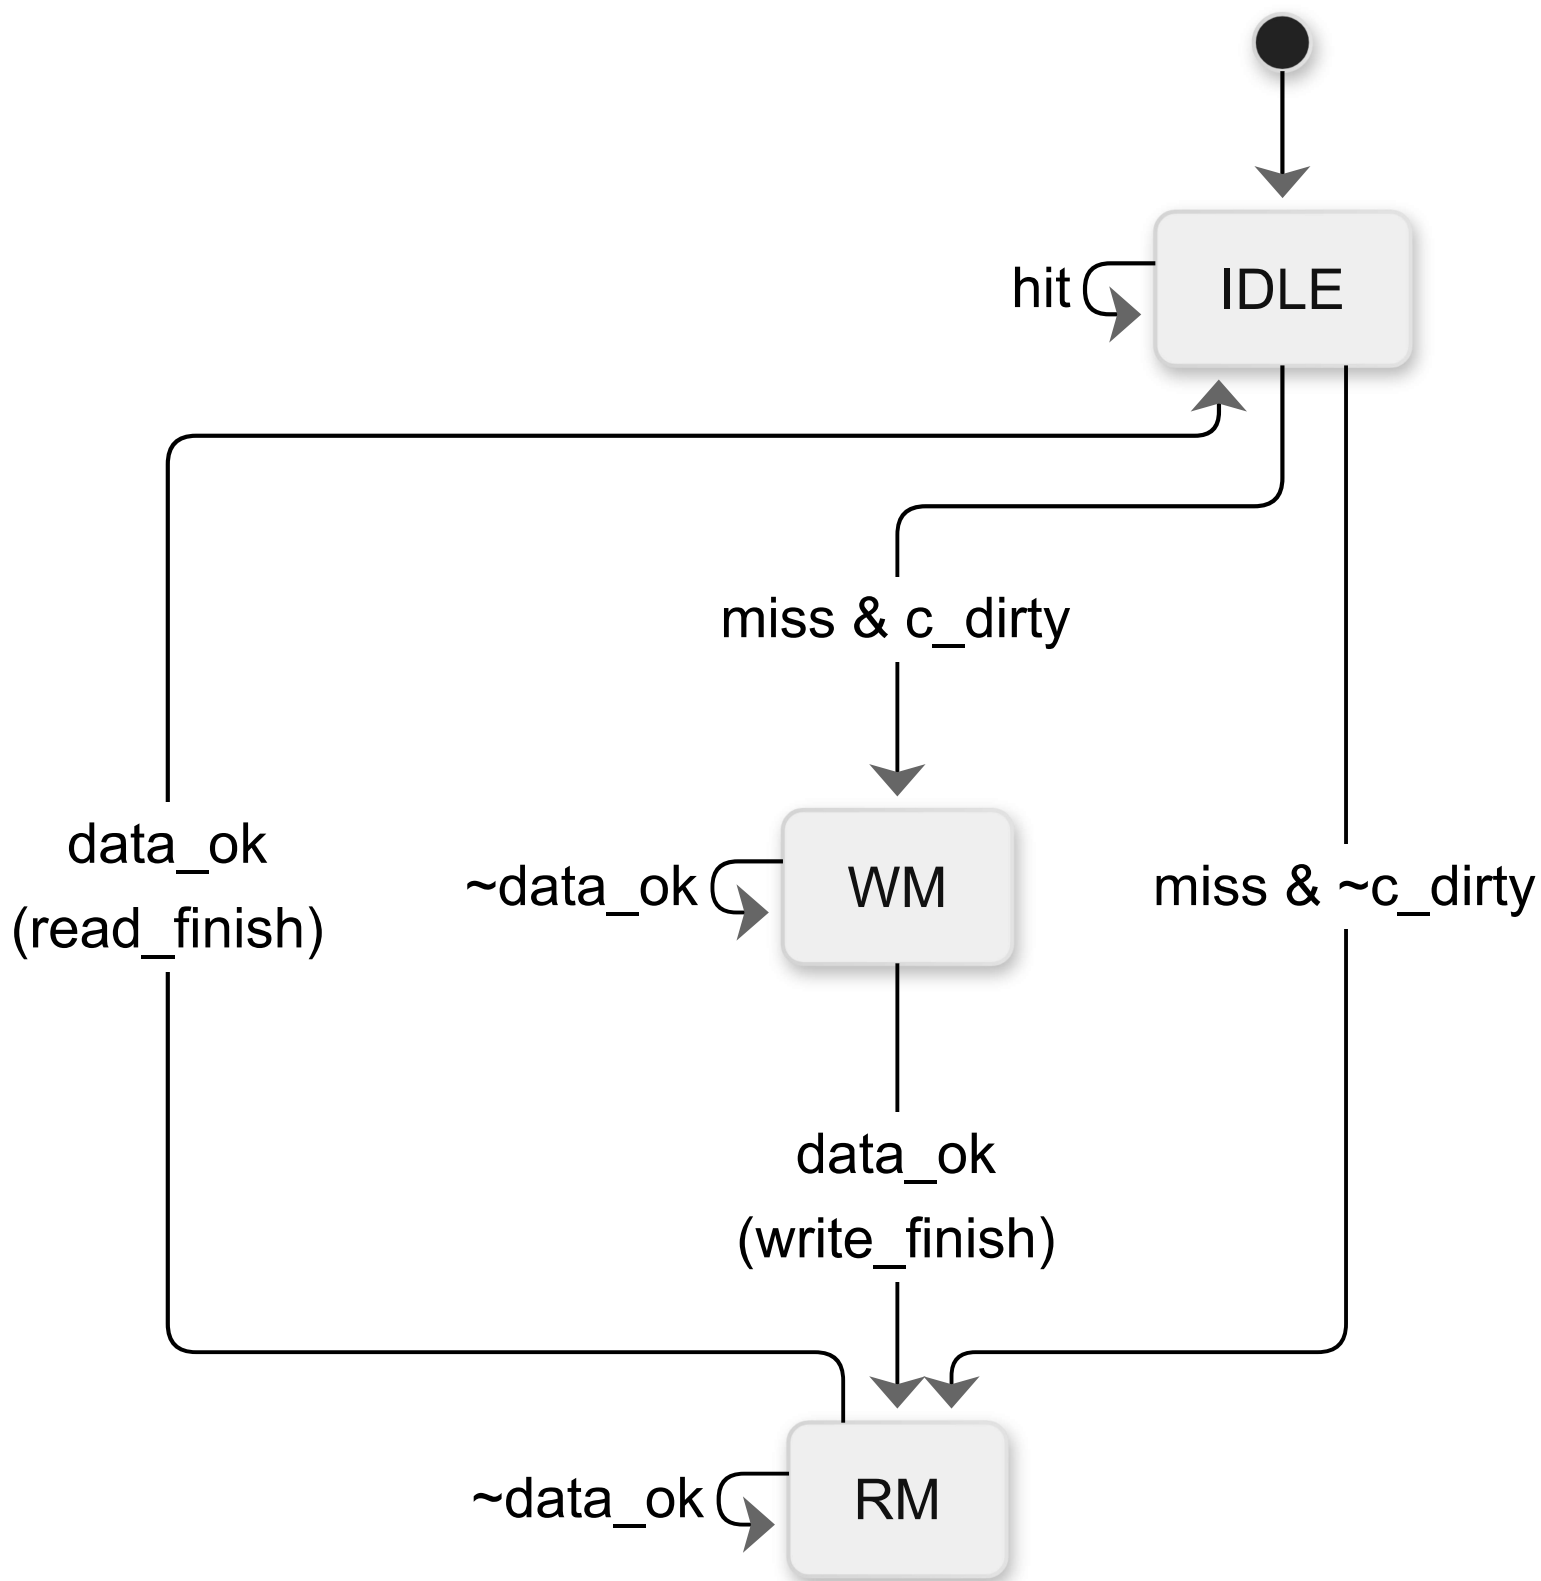 IDLE
hit
miss & c_dirty
data_ok
(read_finish)
~data_ok
WM
miss & ~c_dirty
data_ok
(write_finish)
~data_ok
RM